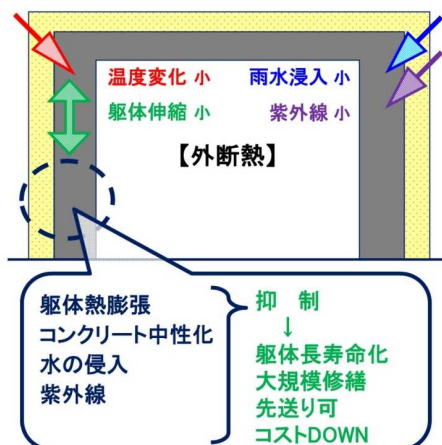 温度変化 小 雨水浸入 小
躯体伸縮 小 紫外線 小
【外断熱】
躯体熱膨張
コンクリート中性化
水の侵入
紫外線
抑 制
↓
躯体長寿命化
大規模修繕
先送り可
コストDOWN